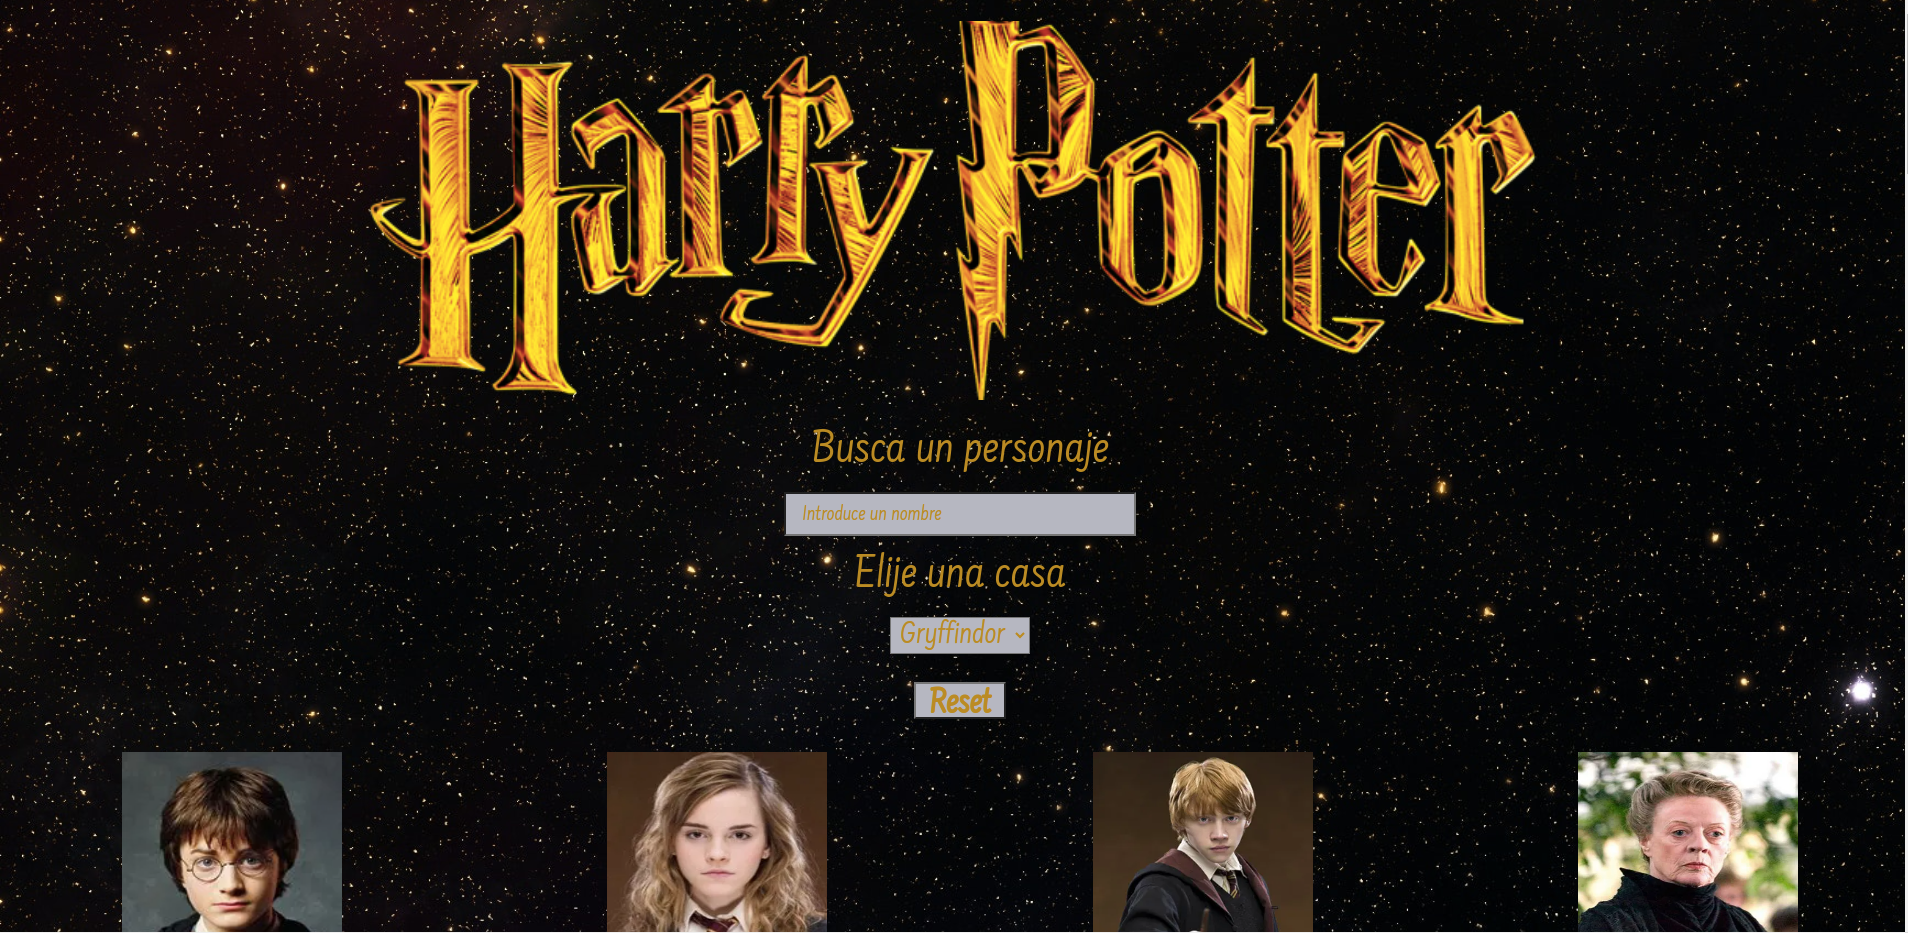 Harry Potter
Busca un personaje
Introduce un nombre
Elije una casa
Gryffindor
Reset